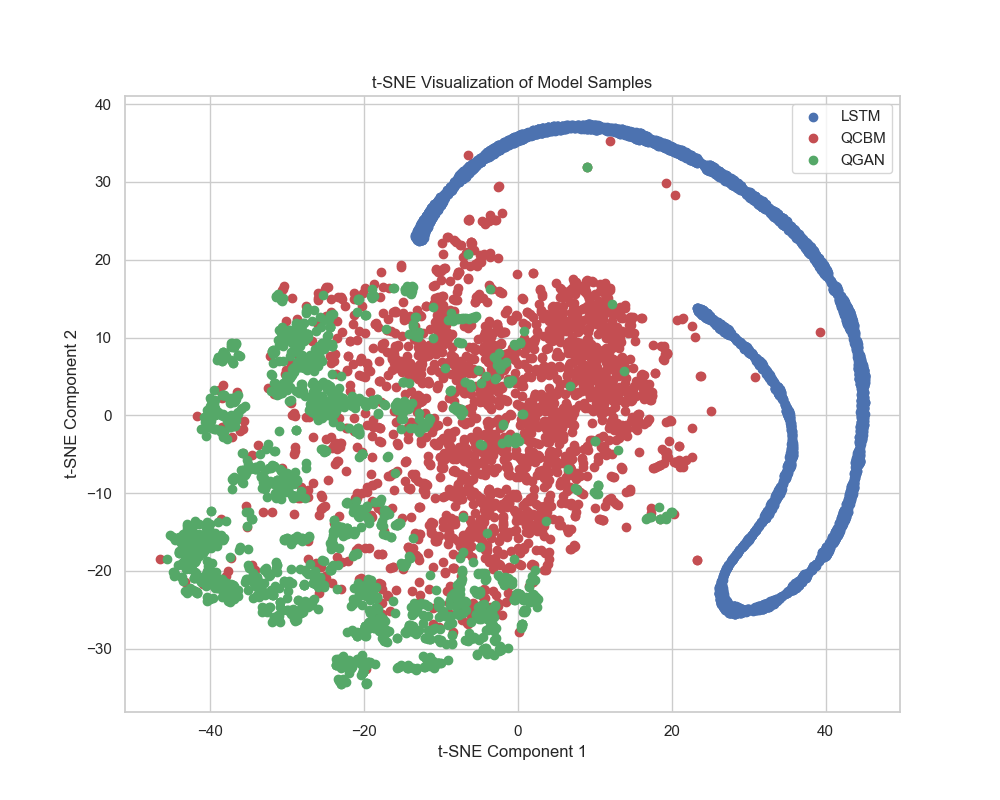 t-SNE Visualization of Model Samples
LSTM
QCBM
QGAN
40
30
20
10
0
−10
−20
−30
t-SNE Component 2
−40
−20
0
20
40
t-SNE Component 1